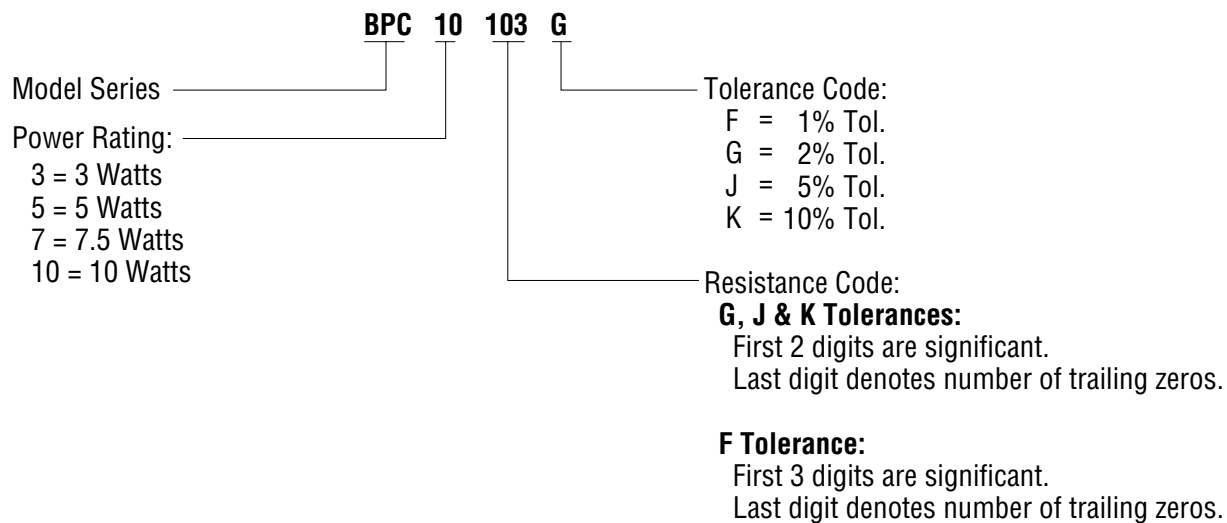 BPC 10 103 G
Model Series
Power Rating:
3 = 3 Watts
5 = 5 Watts
7 = 7.5 Watts
10 = 10 Watts
Tolerance Code:
F = 1% Tol.
G = 2% Tol.
J = 5% Tol.
K = 10% Tol.
Resistance Code:
G, J & K Tolerances:
First 2 digits are significant.
Last digit denotes number of trailing zeros.
F Tolerance:
First 3 digits are significant.
Last digit denotes number of trailing zeros.